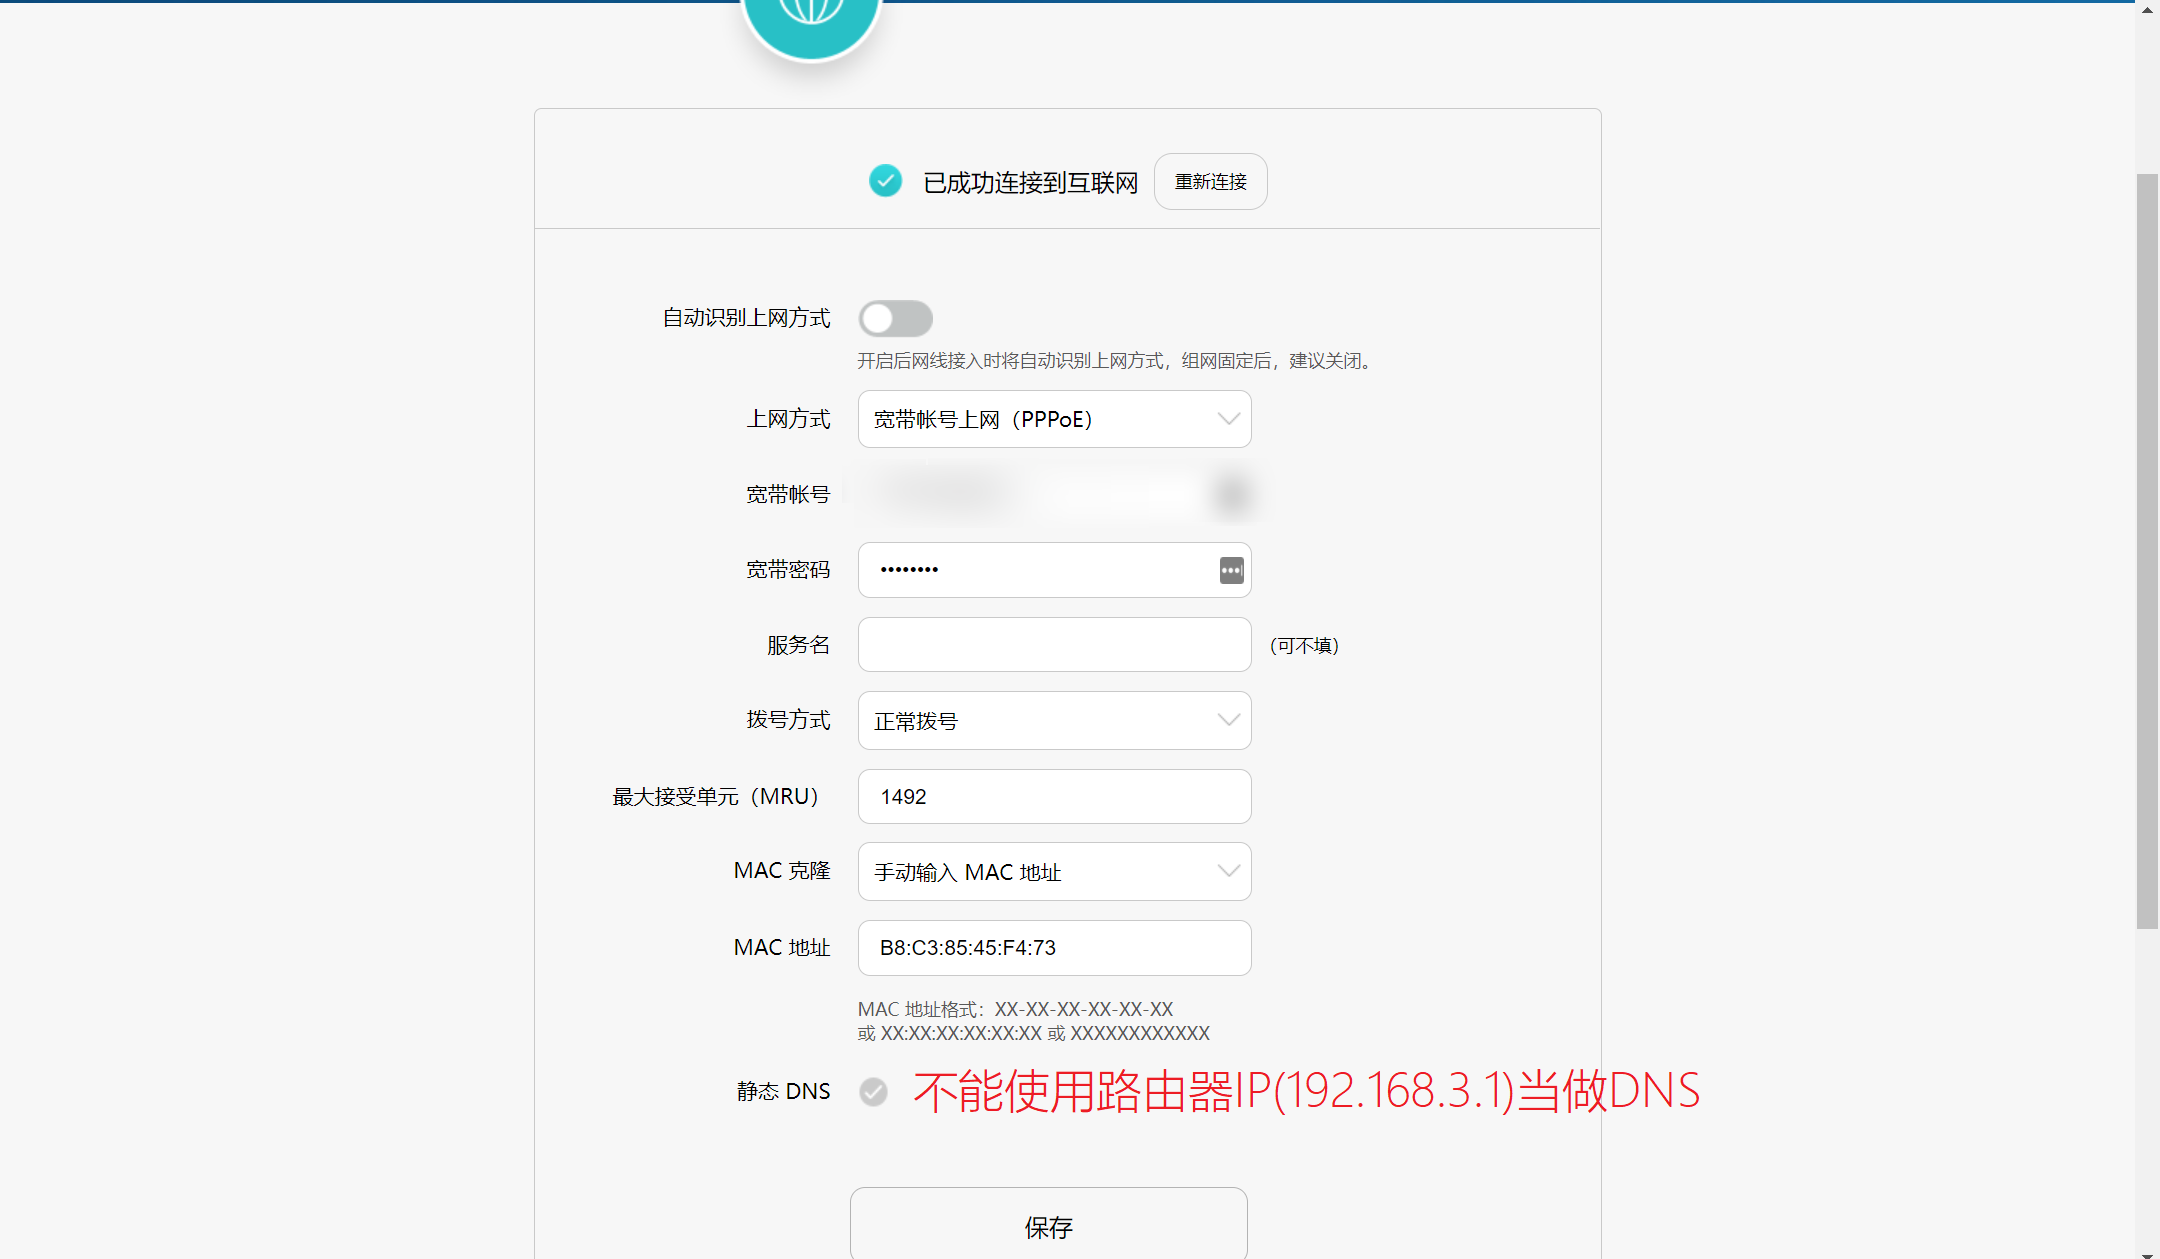 已成功连接到互联网 重新连接
自动识别上网方式
开启后网线接入时将自动识别上网方式，组网固定后，建议关闭。
上网方式 宽带帐号上网（PPPoE）
宽带帐号
宽带密码 ••••••••
服务名 （可不填）
拨号方式 正常拨号
最大接受单元（MRU） 1492
MAC 克隆 手动输入 MAC 地址
MAC 地址 B8:C3:85:45:F4:73
MAC 地址格式：XX-XX-XX-XX-XX-XX
或 XX:XX:XX:XX:XX:XX 或 XXXXXXXXXXXX
静态 DNS 不能使用路由器IP(192.168.3.1)当做DNS
保存